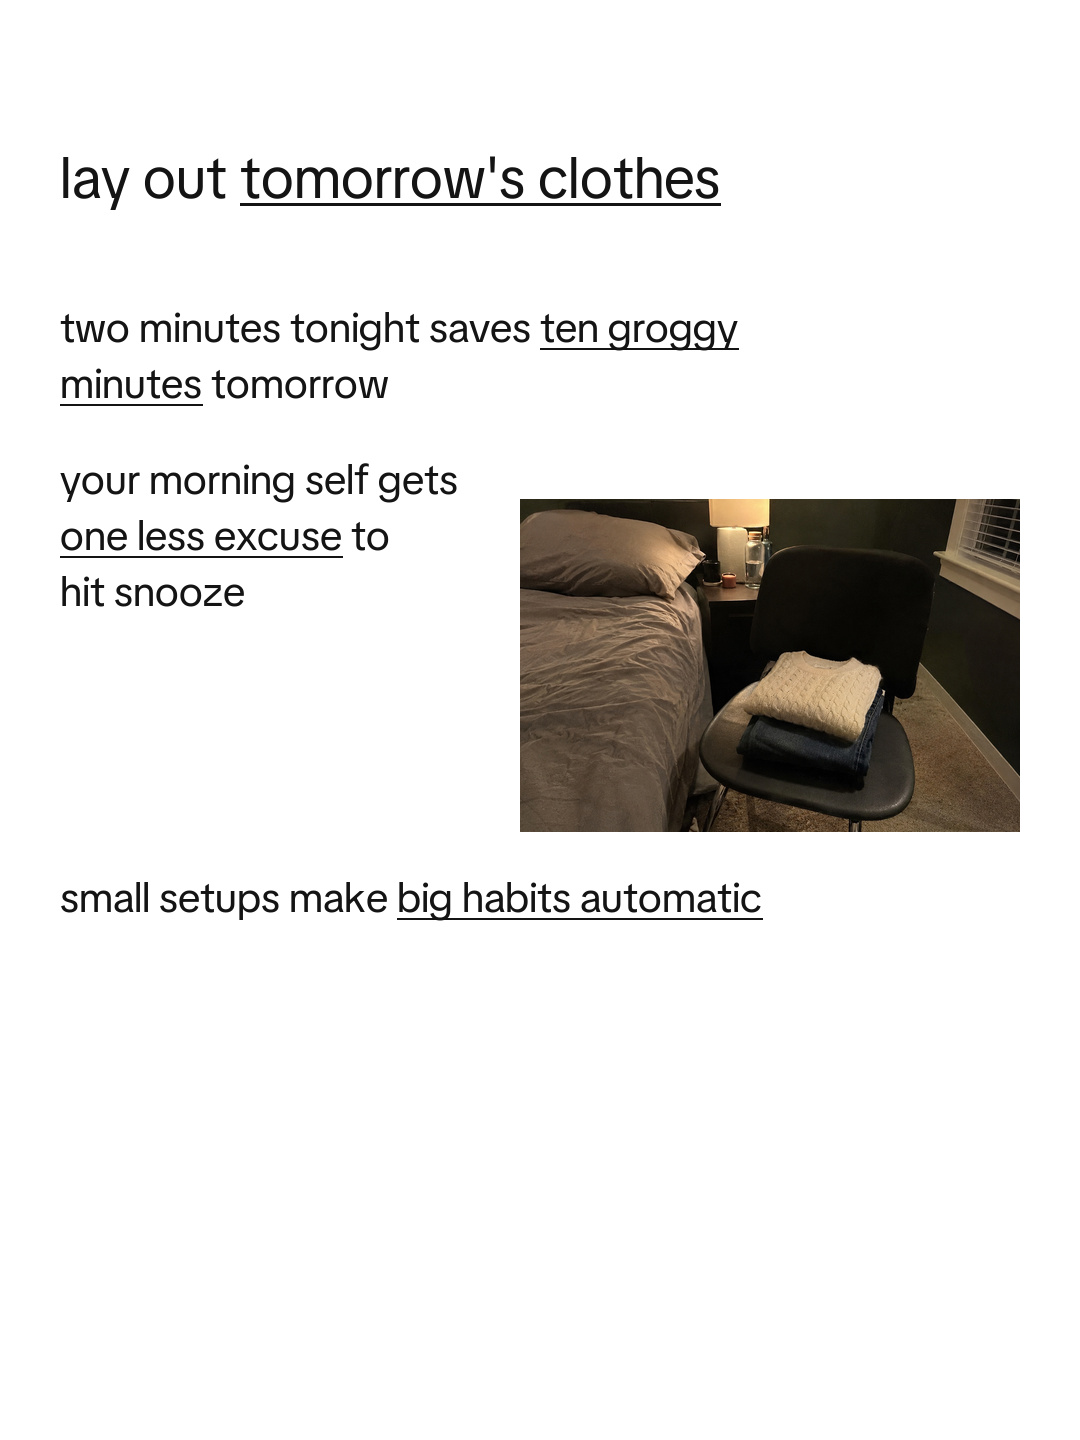 lay out tomorrow's clothes
two minutes tonight saves ten groggy
minutes tomorrow
your morning self gets
one less excuse to
hit snooze
small setups make big habits automatic